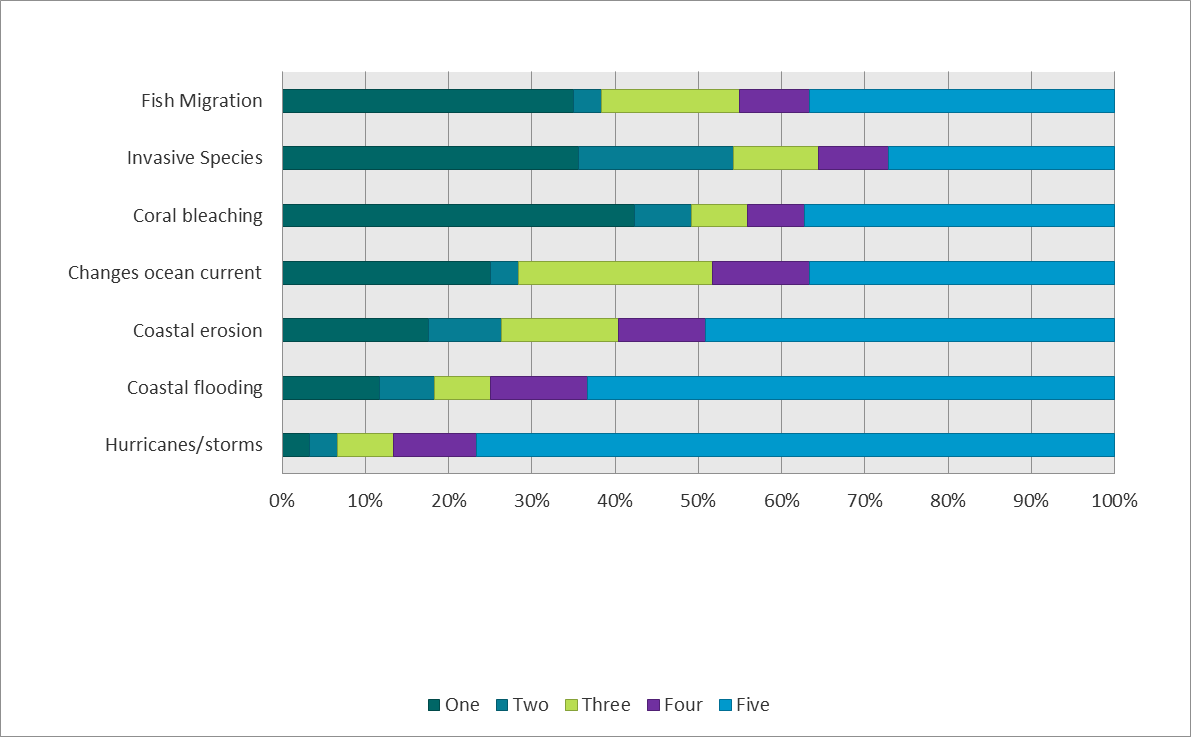 Fish Migration
Invasive Species
Coral bleaching
Changes ocean current
Coastal erosion
Coastal flooding
Hurricanes/storms
0% 10% 20% 30% 40% 50% 60% 70% 80% 90% 100%
One Two Three Four Five